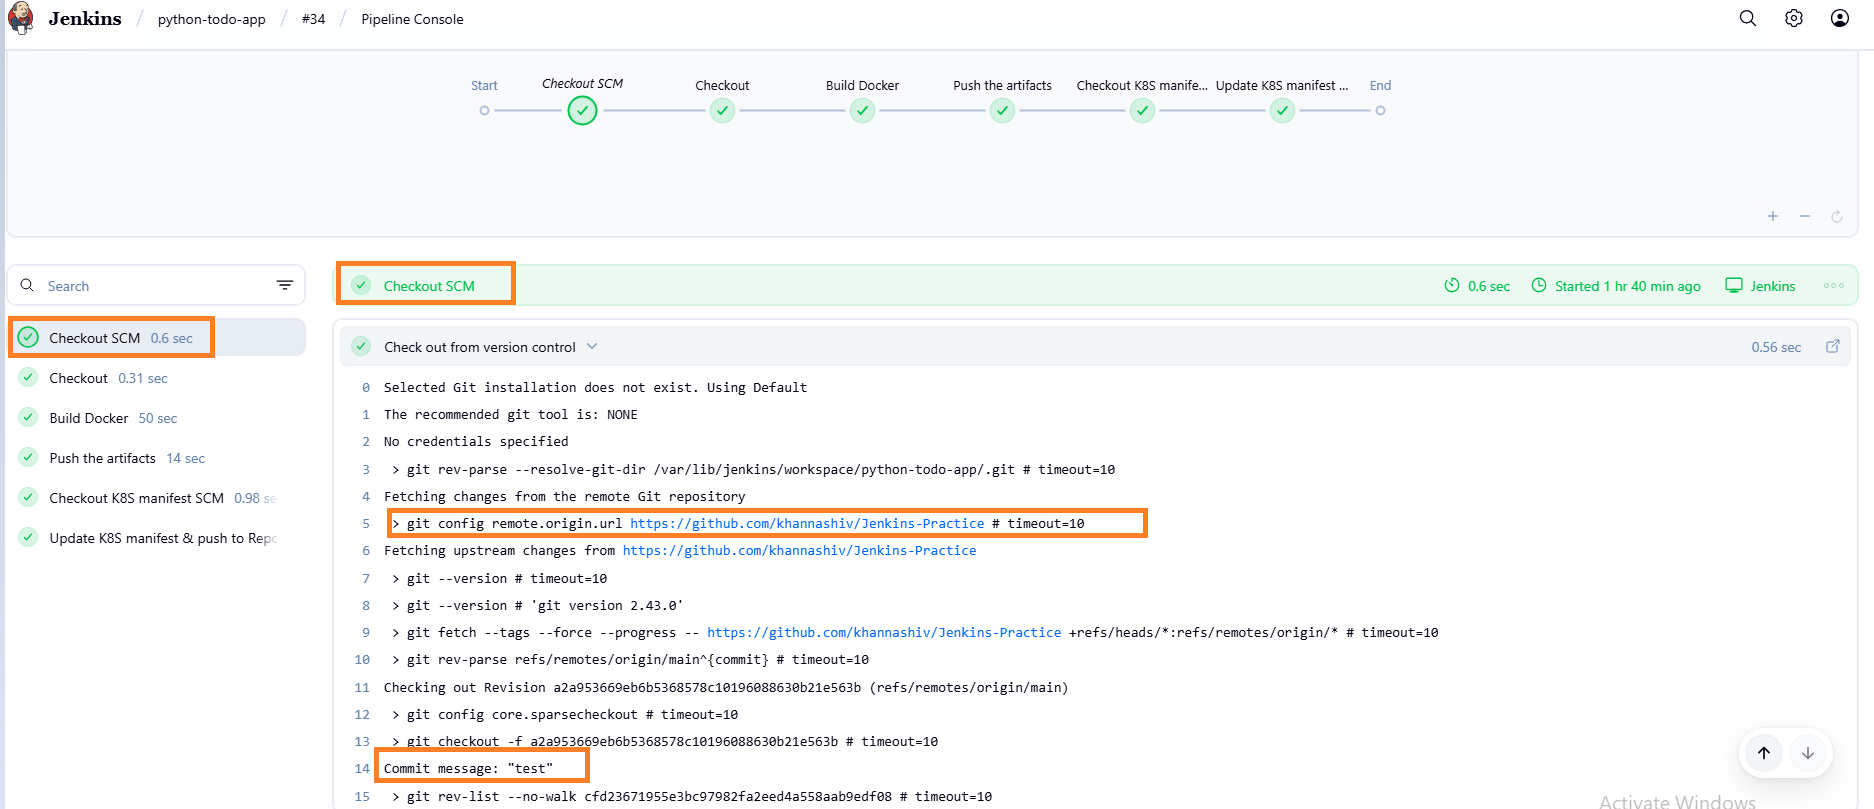 Jenkins / python-todo-app / #34 / Pipeline Console
Start
Checkout SCM
Checkout
Build Docker
Push the artifacts
Checkout K8S manife...
Update K8S manifest ...
End
Search
Checkout SCM 0.6 sec
Checkout 0.31 sec
Build Docker 50 sec
Push the artifacts 14 sec
Checkout K8S manifest SCM 0.98 se
Update K8S manifest & push to Repo
Checkout SCM
0.6 sec
Started 1 hr 40 min ago
Jenkins
Check out from version control
0.56 sec
0 Selected Git installation does not exist. Using Default
1 The recommended git tool is: NONE
2 No credentials specified
3 > git rev-parse --resolve-git-dir /var/lib/jenkins/workspace/python-todo-app/.git # timeout=10
4 Fetching changes from the remote Git repository
5 > git config remote.origin.url https://github.com/khannashiv/Jenkins-Practice # timeout=10
6 Fetching upstream changes from https://github.com/khannashiv/Jenkins-Practice
7 > git --version # timeout=10
8 > git --version # 'git version 2.43.0'
9 > git fetch --tags --force --progress -- https://github.com/khannashiv/Jenkins-Practice +refs/heads/*:refs/remotes/origin/* # timeout=10
10 > git rev-parse refs/remotes/origin/main^{commit} # timeout=10
11 Checking out Revision a2a953669eb6b5368578c10196088630b21e563b (refs/remotes/origin/main)
12 > git config core.sparsecheckout # timeout=10
13 > git checkout -f a2a953669eb6b5368578c10196088630b21e563b # timeout=10
14 Commit message: "test"
15 > git rev-list --no-walk cfd23671955e3bc97982fa2eed4a558aab9edf08 # timeout=10
Activate Windows